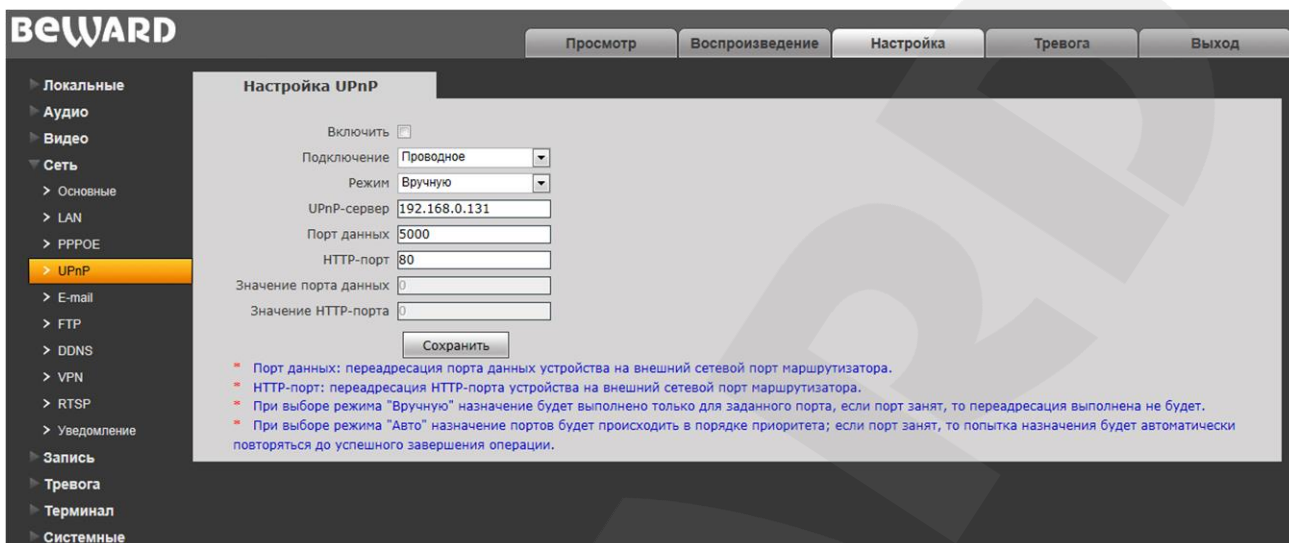 BEWARD
Просмотр
Воспроизведение
Настройка
Тревога
Выход
Локальные
Аудио
Видео
Сеть
Основные
LAN
PPPOE
UPnP
E-mail
FTP
DDNS
VPN
RTSP
Уведомление
Запись
Тревога
Терминал
Системные
Настройка UPnP
Включить
Подключение Проводное
Режим Вручную
UPnP-сервер 192.168.0.131
Порт данных 5000
HTTP-порт 80
Значение порта данных 0
Значение HTTP-порта 0
Сохранить
* Порт данных: переадресация порта данных устройства на внешний сетевой порт маршрутизатора.
* HTTP-порт: переадресация HTTP-порта устройства на внешний сетевой порт маршрутизатора.
* При выборе режима "Вручную" назначение будет выполнено только для заданного порта, если порт занят, то переадресация выполнена не будет.
* При выборе режима "Авто" назначение портов будет происходить в порядке приоритета; если порт занят, то попытка назначения будет автоматически
повторяться до успешного завершения операции.